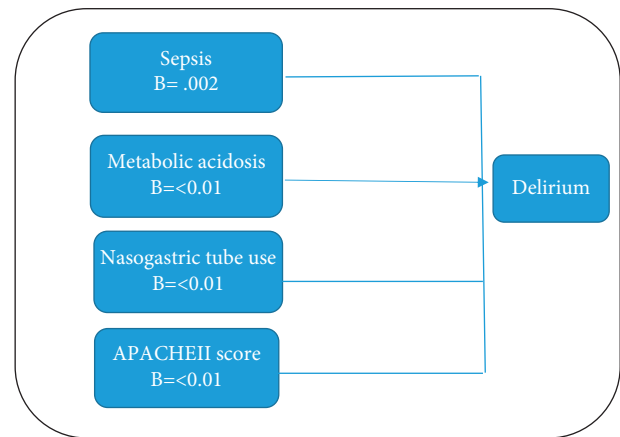 Sepsis
B= .002
Metabolic acidosis
B=<0.01
Delirium
Nasogastric tube use
B=<0.01
APACHEII score
B=<0.01